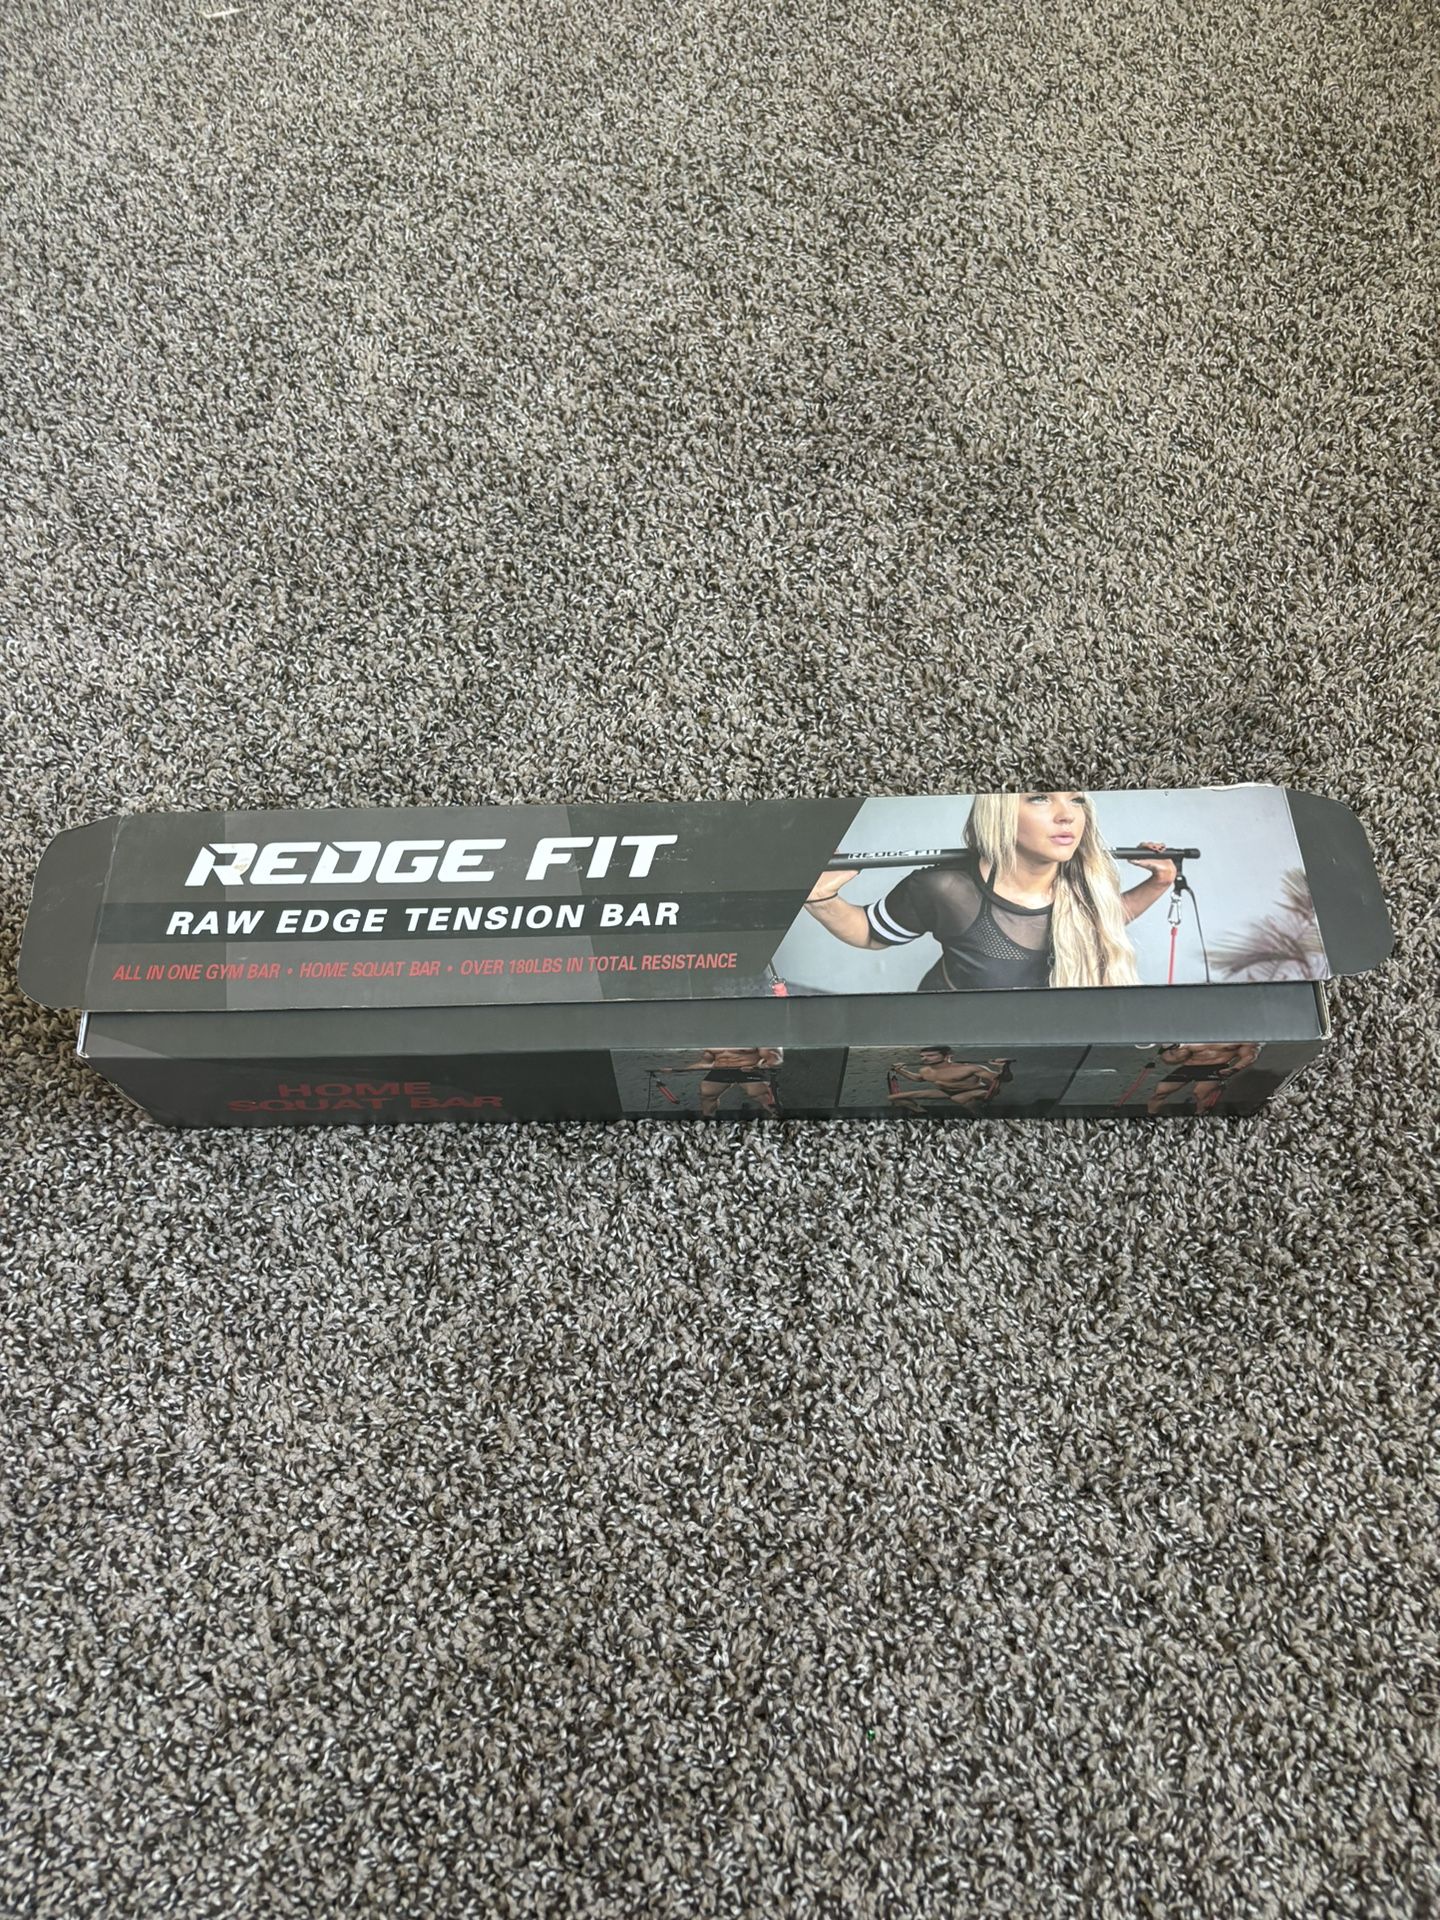 REDGE FIT
RAW EDGE TENSION BAR
ALL IN ONE GYM BAR • HOME SQUAT BAR • OVER 180LBS IN TOTAL RESISTANCE
REDGE FIT
HOME
SQUAT BAR